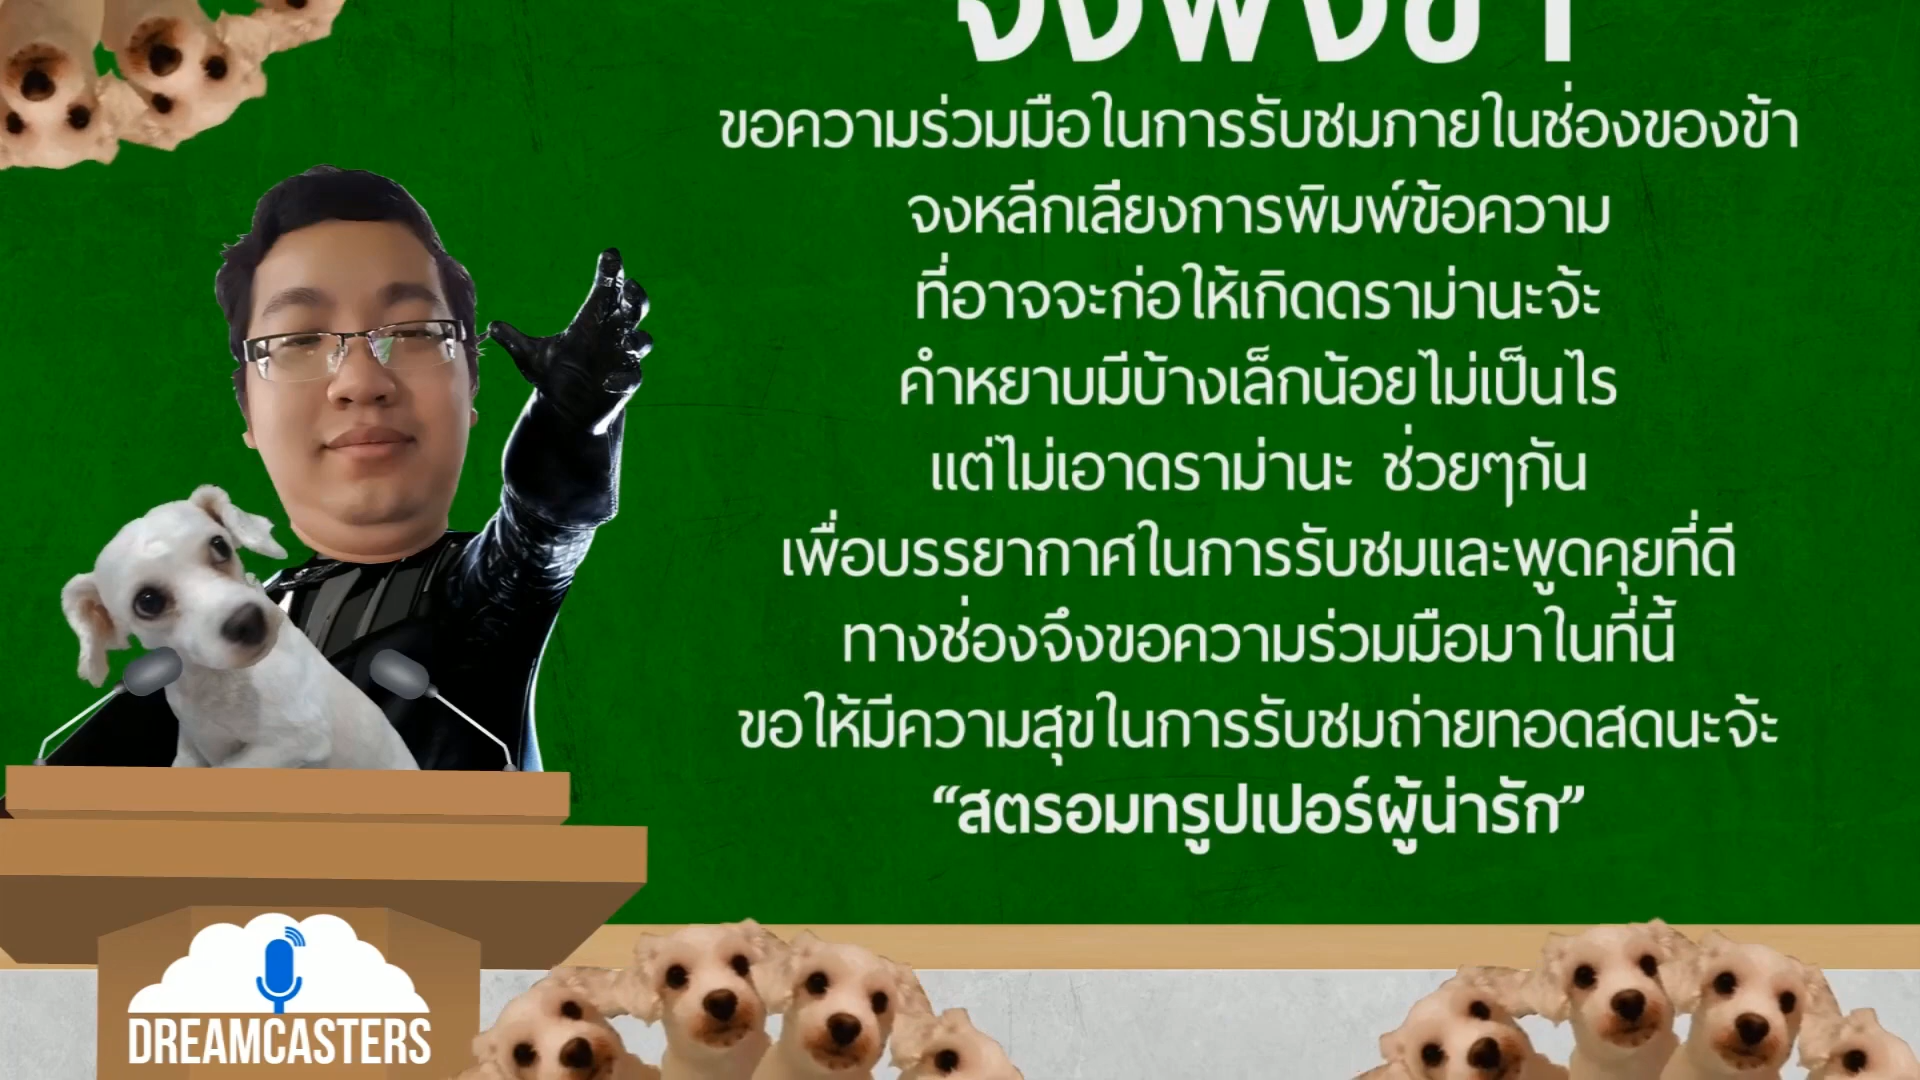 จงฟังข้า
ขอความร่วมมือในการรับชมภายในช่องของข้า
จงหลีกเลี่ยงการพิมพ์ข้อความ
ที่อาจจะก่อให้เกิดดราม่านะจ้ะ
คำหยาบมีบ้างเล็กน้อยไม่เป็นไร
แต่ไม่เอาดราม่านะ ช่วยๆกัน
เพื่อบรรยากาศในการรับชมและพูดคุยที่ดี
ทางช่องจึงขอความร่วมมือมาในที่นี้
ขอให้มีความสุขในการรับชมถ่ายทอดสดนะจ้ะ
“สตรอมทรูปเปอร์ผู้น่ารัก”
DREAMCASTERS